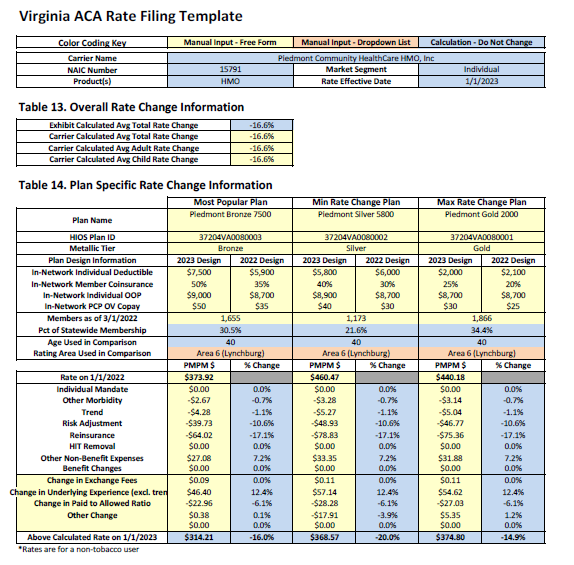 Virginia ACA Rate Filing Template
Color Coding Key Manual Input - Free Form Manual Input - Dropdown List Calculation - Do Not Change
Carrier Name Piedmont Community HealthCare HMO, Inc
NAIC Number 15791 Market Segment Individual
Product(s) HMO Rate Effective Date 1/1/2023
Table 13. Overall Rate Change Information
Exhibit Calculated Avg Total Rate Change -16.6%
Carrier Calculated Avg Total Rate Change -16.6%
Carrier Calculated Avg Adult Rate Change -16.6%
Carrier Calculated Avg Child Rate Change -16.6%
Table 14. Plan Specific Rate Change Information
Most Popular Plan Min Rate Change Plan Max Rate Change Plan
Plan Name Piedmont Bronze 7500 Piedmont Silver 5800 Piedmont Gold 2000
HIOS Plan ID 37204VA0080003 37204VA0080002 37204VA0080001
Metallic Tier Bronze Silver Gold
Plan Design Information 2023 Design 2022 Design 2023 Design 2022 Design 2023 Design 2022 Design
In-Network Individual Deductible $7,500 $5,900 $5,800 $6,000 $2,000 $2,100
In-Network Member Coinsurance 50% 35% 40% 30% 25% 20%
In-Network Individual OOP $9,000 $8,700 $8,900 $8,700 $8,700 $8,700
In-Network PCP OV Copay $50 $35 $40 $30 $30 $25
Members as of 3/1/2022 1,655 1,173 1,866
Pct of Statewide Membership 30.5% 21.6% 34.4%
Age Used in Comparison 40 40 40
Rating Area Used in Comparison Area 6 (Lynchburg) Area 6 (Lynchburg) Area 6 (Lynchburg)
PMPM $ % Change PMPM $ % Change PMPM $ % Change
Rate on 1/1/2022 $373.92 $460.47 $440.18
Individual Mandate $0.00 0.0% $0.00 0.0% $0.00 0.0%
Other Morbidity -$2.67 -0.7% -$3.28 -0.7% -$3.14 -0.7%
Trend -$4.28 -1.1% -$5.27 -1.1% -$5.04 -1.1%
Risk Adjustment -$39.73 -10.6% -$48.93 -10.6% -$46.77 -10.6%
Reinsurance -$64.02 -17.1% -$78.83 -17.1% -$75.36 -17.1%
HIT Removal $0.00 0.0% $0.00 0.0% $0.00 0.0%
Other Non-Benefit Expenses $27.08 7.2% $33.35 7.2% $31.88 7.2%
Benefit Changes $0.00 0.0% $0.00 0.0% $0.00 0.0%
Change in Exchange Fees $0.09 0.0% $0.11 0.0% $0.11 0.0%
Change in Underlying Experience (excl. tren $46.40 12.4% $57.14 12.4% $54.62 12.4%
Change in Paid to Allowed Ratio -$22.96 -6.1% -$28.28 -6.1% -$27.03 -6.1%
Other Change $0.38 0.1% -$17.91 -3.9% $5.35 1.2%
$0.00 0.0% $0.00 0.0% $0.00 0.0%
Above Calculated Rate on 1/1/2023 $314.21 -16.0% $368.57 -20.0% $374.80 -14.9%
*Rates are for a non-tobacco user